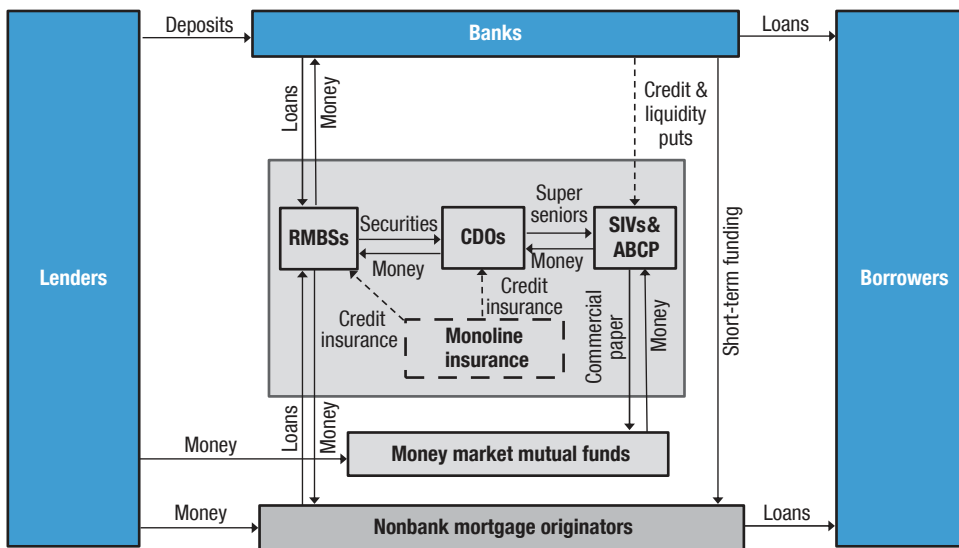 Deposits
Banks
Loans
Loans
Money
Credit &
liquidity
puts
Super
seniors
RMBSs
Securities
CDOs
SIVs&
ABCP
Money
Money
Lenders
Borrowers
Short-term funding
Credit
insurance
Credit
insurance
Monoline
insurance
Commercial
paper
Money
Loans
Money
Money
Money market mutual funds
Money
Nonbank mortgage originators
Loans